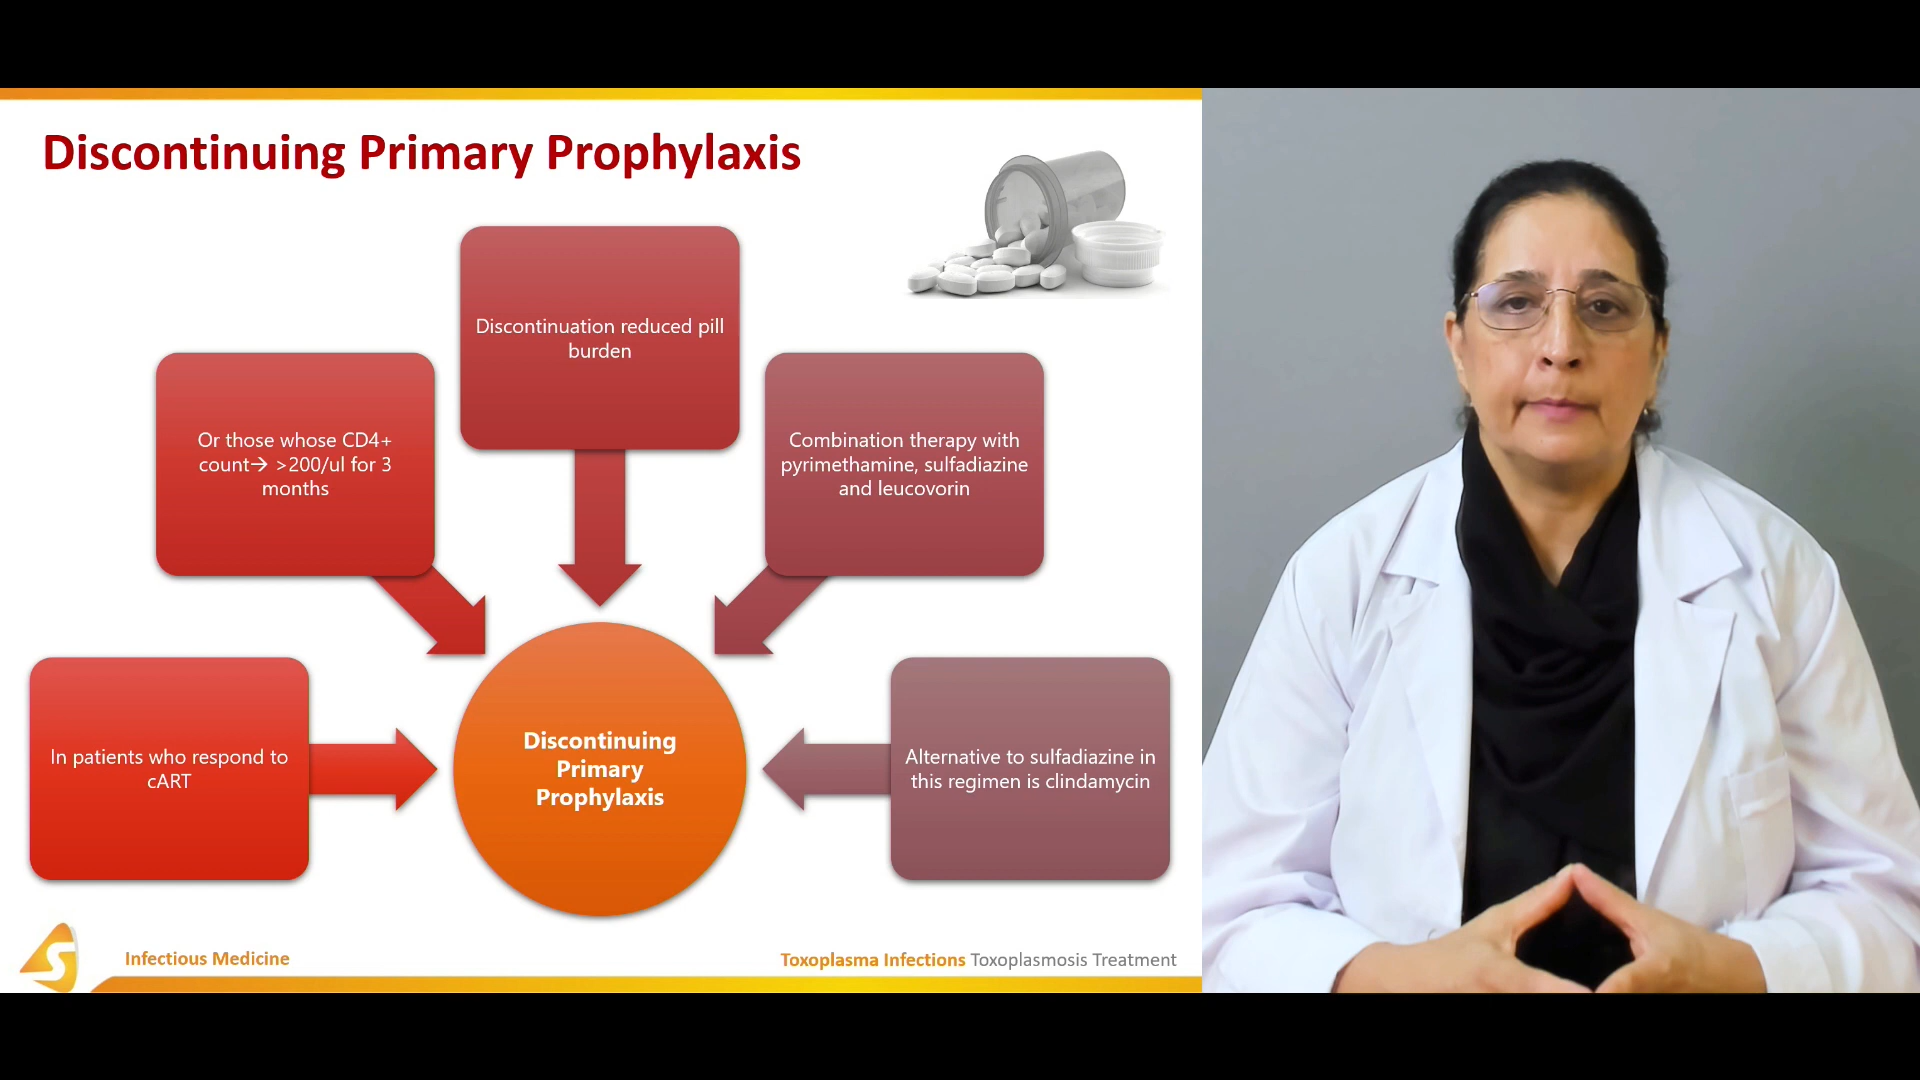 Discontinuing Primary Prophylaxis
In patients who respond to
cART
Or those whose CD4+
count→ >200/ul for 3
months
Discontinuation reduced pill
burden
Combination therapy with
pyrimethamine, sulfadiazine
and leucovorin
Alternative to sulfadiazine in
this regimen is clindamycin
Discontinuing
Primary
Prophylaxis
S
Infectious Medicine
Toxoplasma Infections Toxoplasmosis Treatment